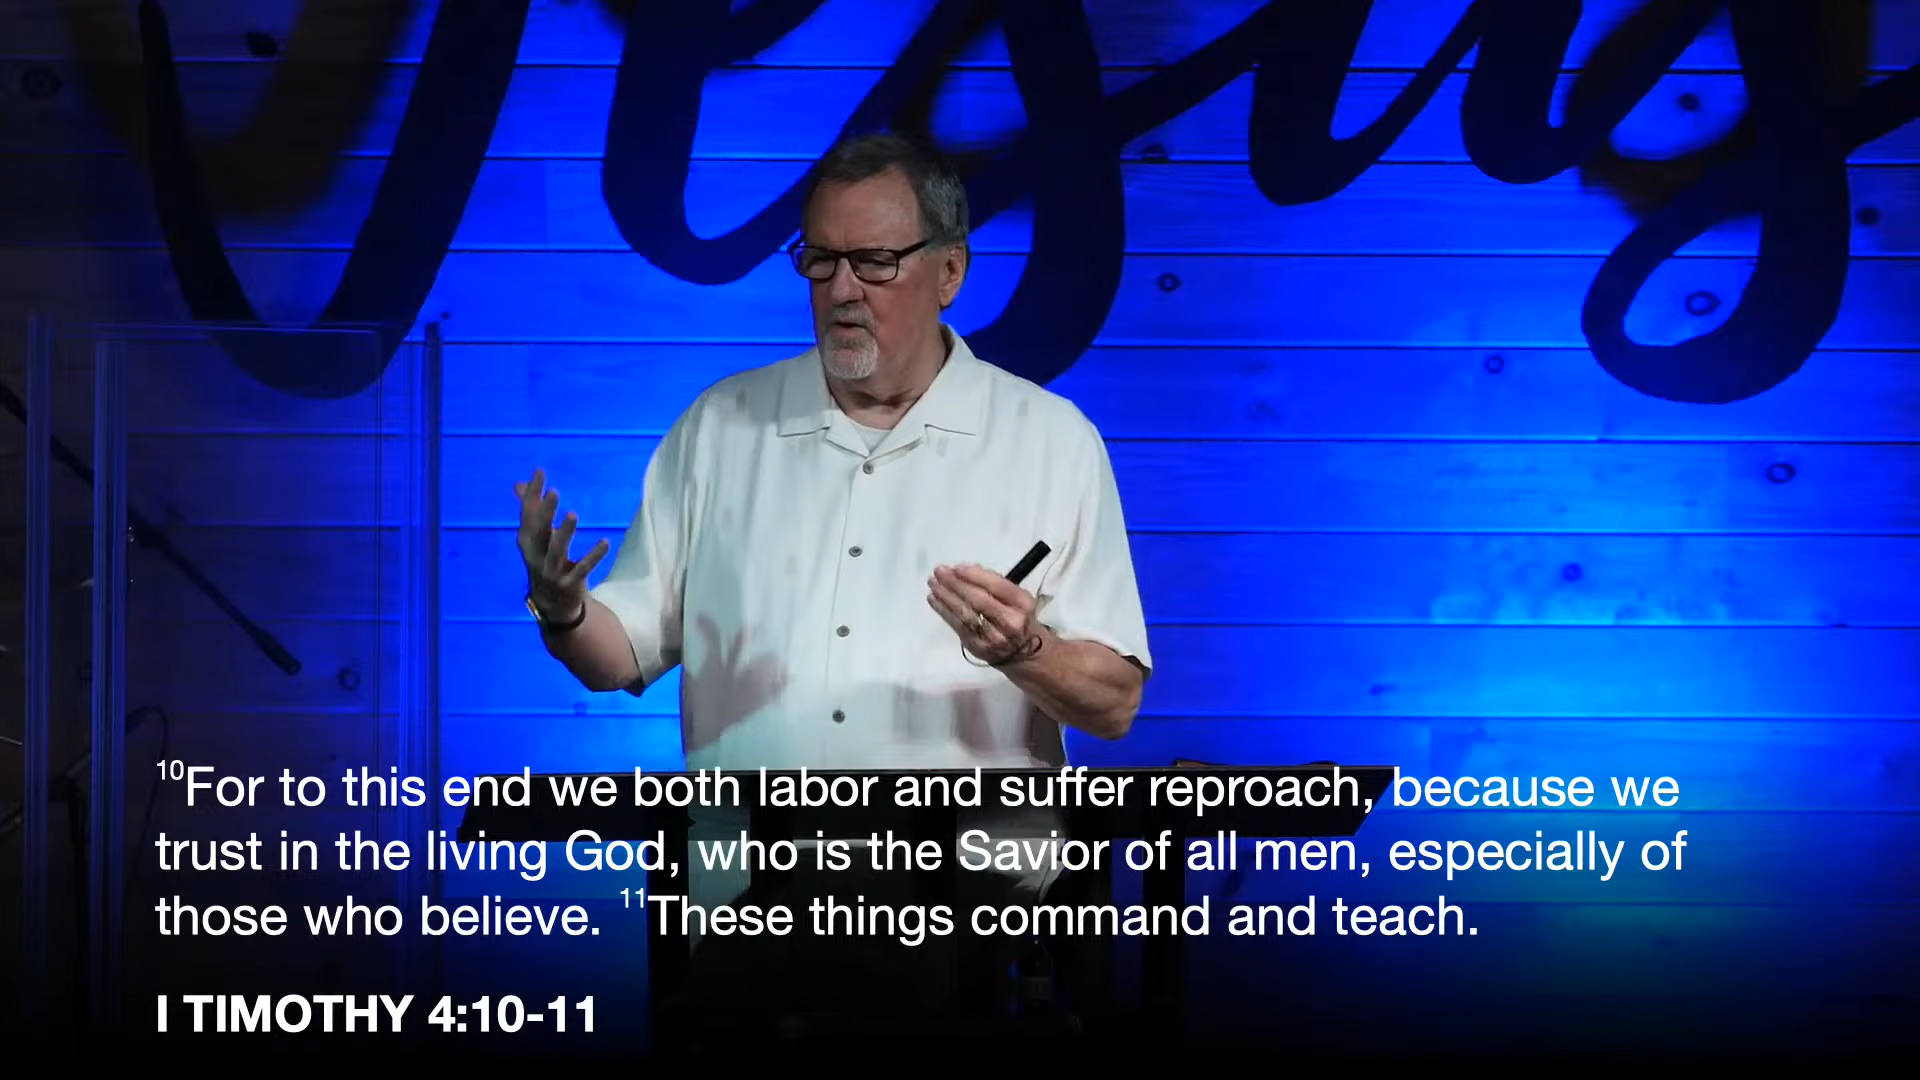 Jesus
¹⁰For to this end we both labor and suffer reproach, because we
trust in the living God, who is the Savior of all men, especially of
those who believe. ¹¹These things command and teach.
I TIMOTHY 4:10-11